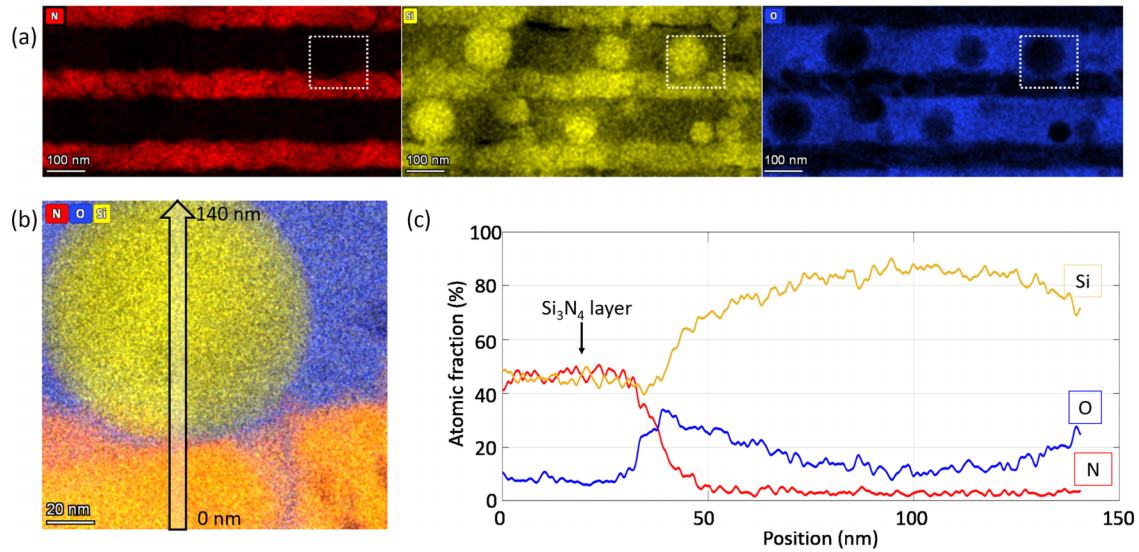 (a)
N
100 nm
Si
100 nm
O
100 nm
(b)
N O Si
140 nm
0 nm
20 nm
(c)
100
80
60
40
20
0
Atomic fraction (%)
Si₃N₄ layer
Si
O
N
0 50 100 150
Position (nm)